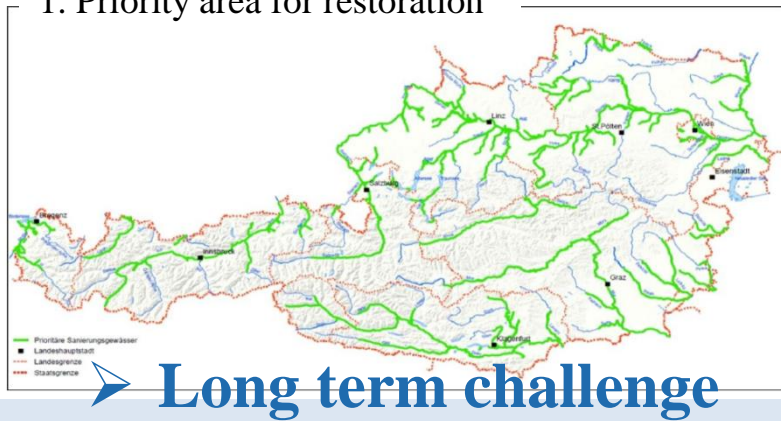 1. Priority area for restoration
Linz
St.Pölten
Wien
Eisenstadt
Salzburg
Bregenz
Innsbruck
Graz
Klagenfurt
Prioritäre Sanierungsgewässer
Landeshauptstadt
Landesgrenze
Staatsgrenze
➢ Long term challenge